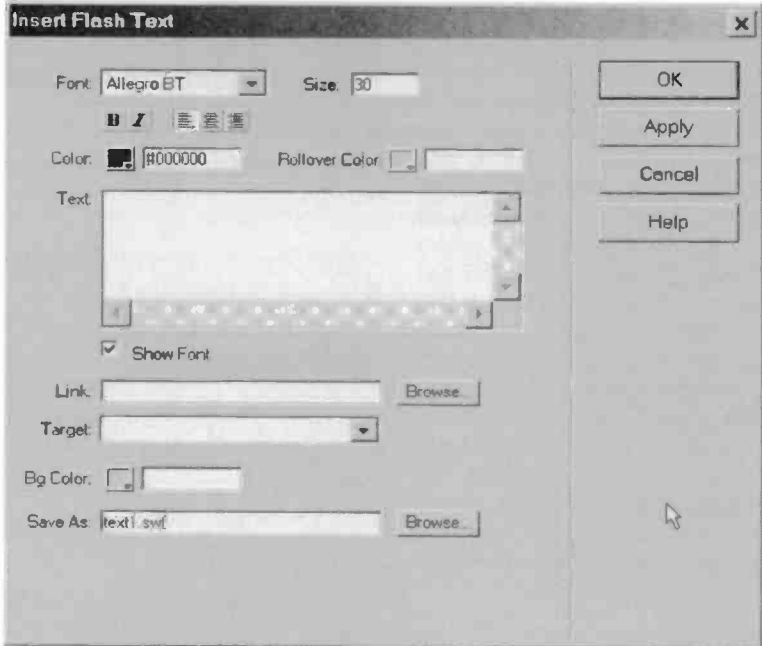 Insert Flash Text
Font: Allegro BT Size: 30
B I
Color: #000000 Rollover Color:
Text:
Show Font
Link: Browse...
Target:
Bg Color:
Save As: text1.swf Browse...
OK
Apply
Cancel
Help